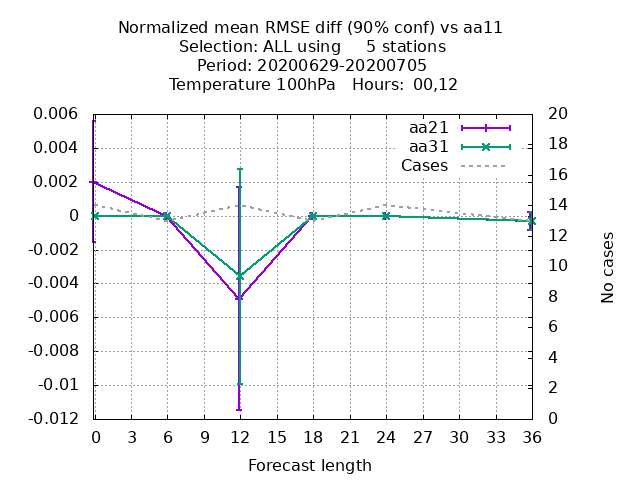 Normalized mean RMSE diff (90% conf) vs aa11
Selection: ALL using     5 stations
Period: 20200629-20200705
Temperature 100hPa   Hours: 00,12
0.006
0.004
0.002
0
-0.002
-0.004
-0.006
-0.008
-0.01
-0.012
aa21
aa31
Cases
20
18
16
14
12
10
8
6
4
2
0
No cases
0 3 6 9 12 15 18 21 24 27 30 33 36
Forecast length